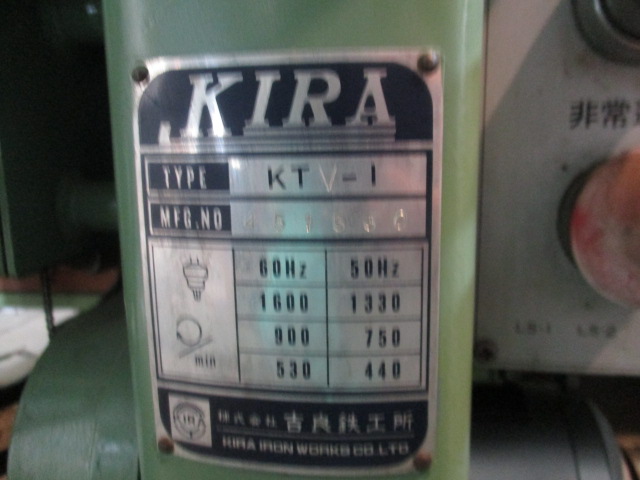 KIRA
TYPE KTV-1
MFG.NO
60Hz 50Hz
1600 1330
900 750
min 530 440
株式会社 吉良鉄工所
KIRA IRON WORKS CO.LTD
非常
LS-1 LS-2